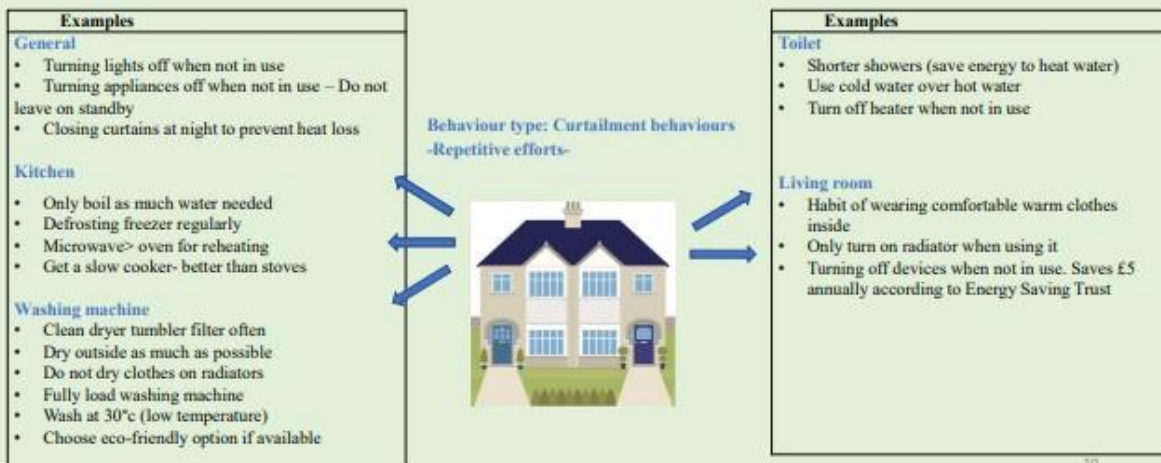 Examples
General
• Turning lights off when not in use
• Turning appliances off when not in use – Do not
leave on standby
• Closing curtains at night to prevent heat loss
Kitchen
• Only boil as much water needed
• Defrosting freezer regularly
• Microwave> oven for reheating
• Get a slow cooker- better than stoves
Washing machine
• Clean dryer tumbler filter often
• Dry outside as much as possible
• Do not dry clothes on radiators
• Fully load washing machine
• Wash at 30°c (low temperature)
• Choose eco-friendly option if available
Behaviour type: Curtailment behaviours
-Repetitive efforts-
Examples
Toilet
• Shorter showers (save energy to heat water)
• Use cold water over hot water
• Turn off heater when not in use
Living room
• Habit of wearing comfortable warm clothes
inside
• Only turn on radiator when using it
• Turning off devices when not in use. Saves £5
annually according to Energy Saving Trust